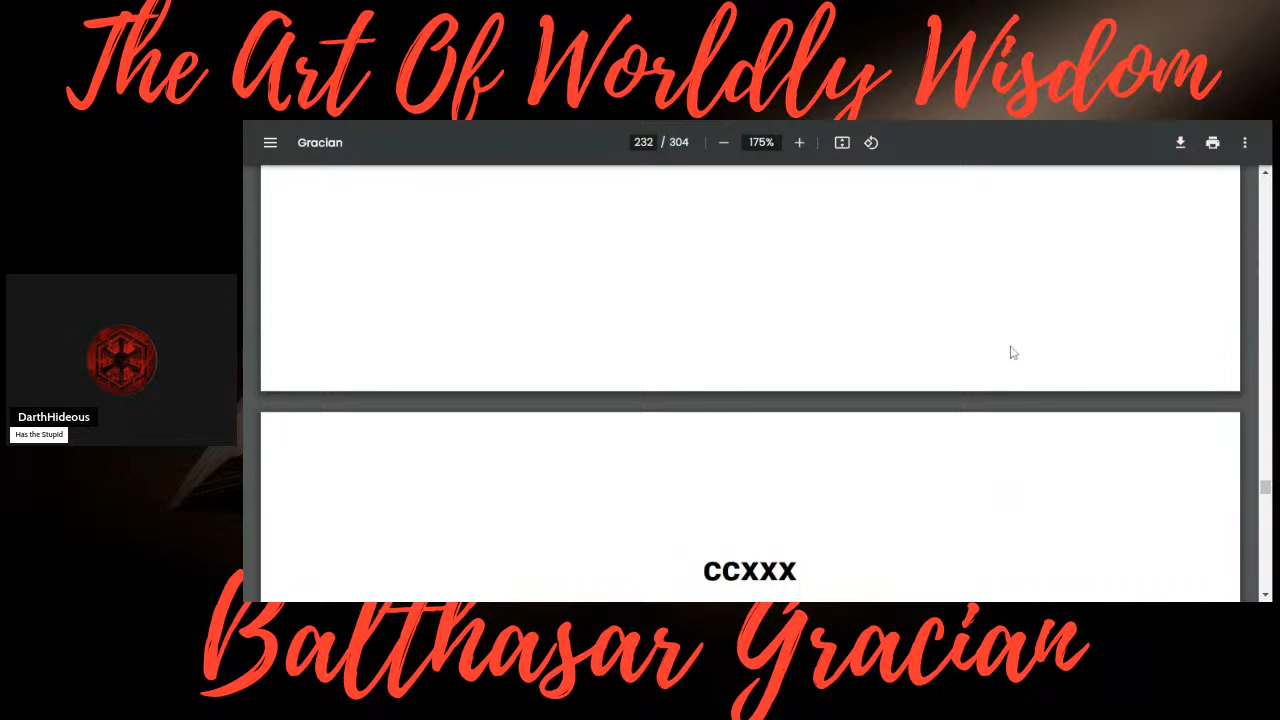 The Art Of Worldly Wisdom
Gracian
232 / 304
175%
DarthHideous
Has the Stupid
CCXXX
Balthasar Gracian